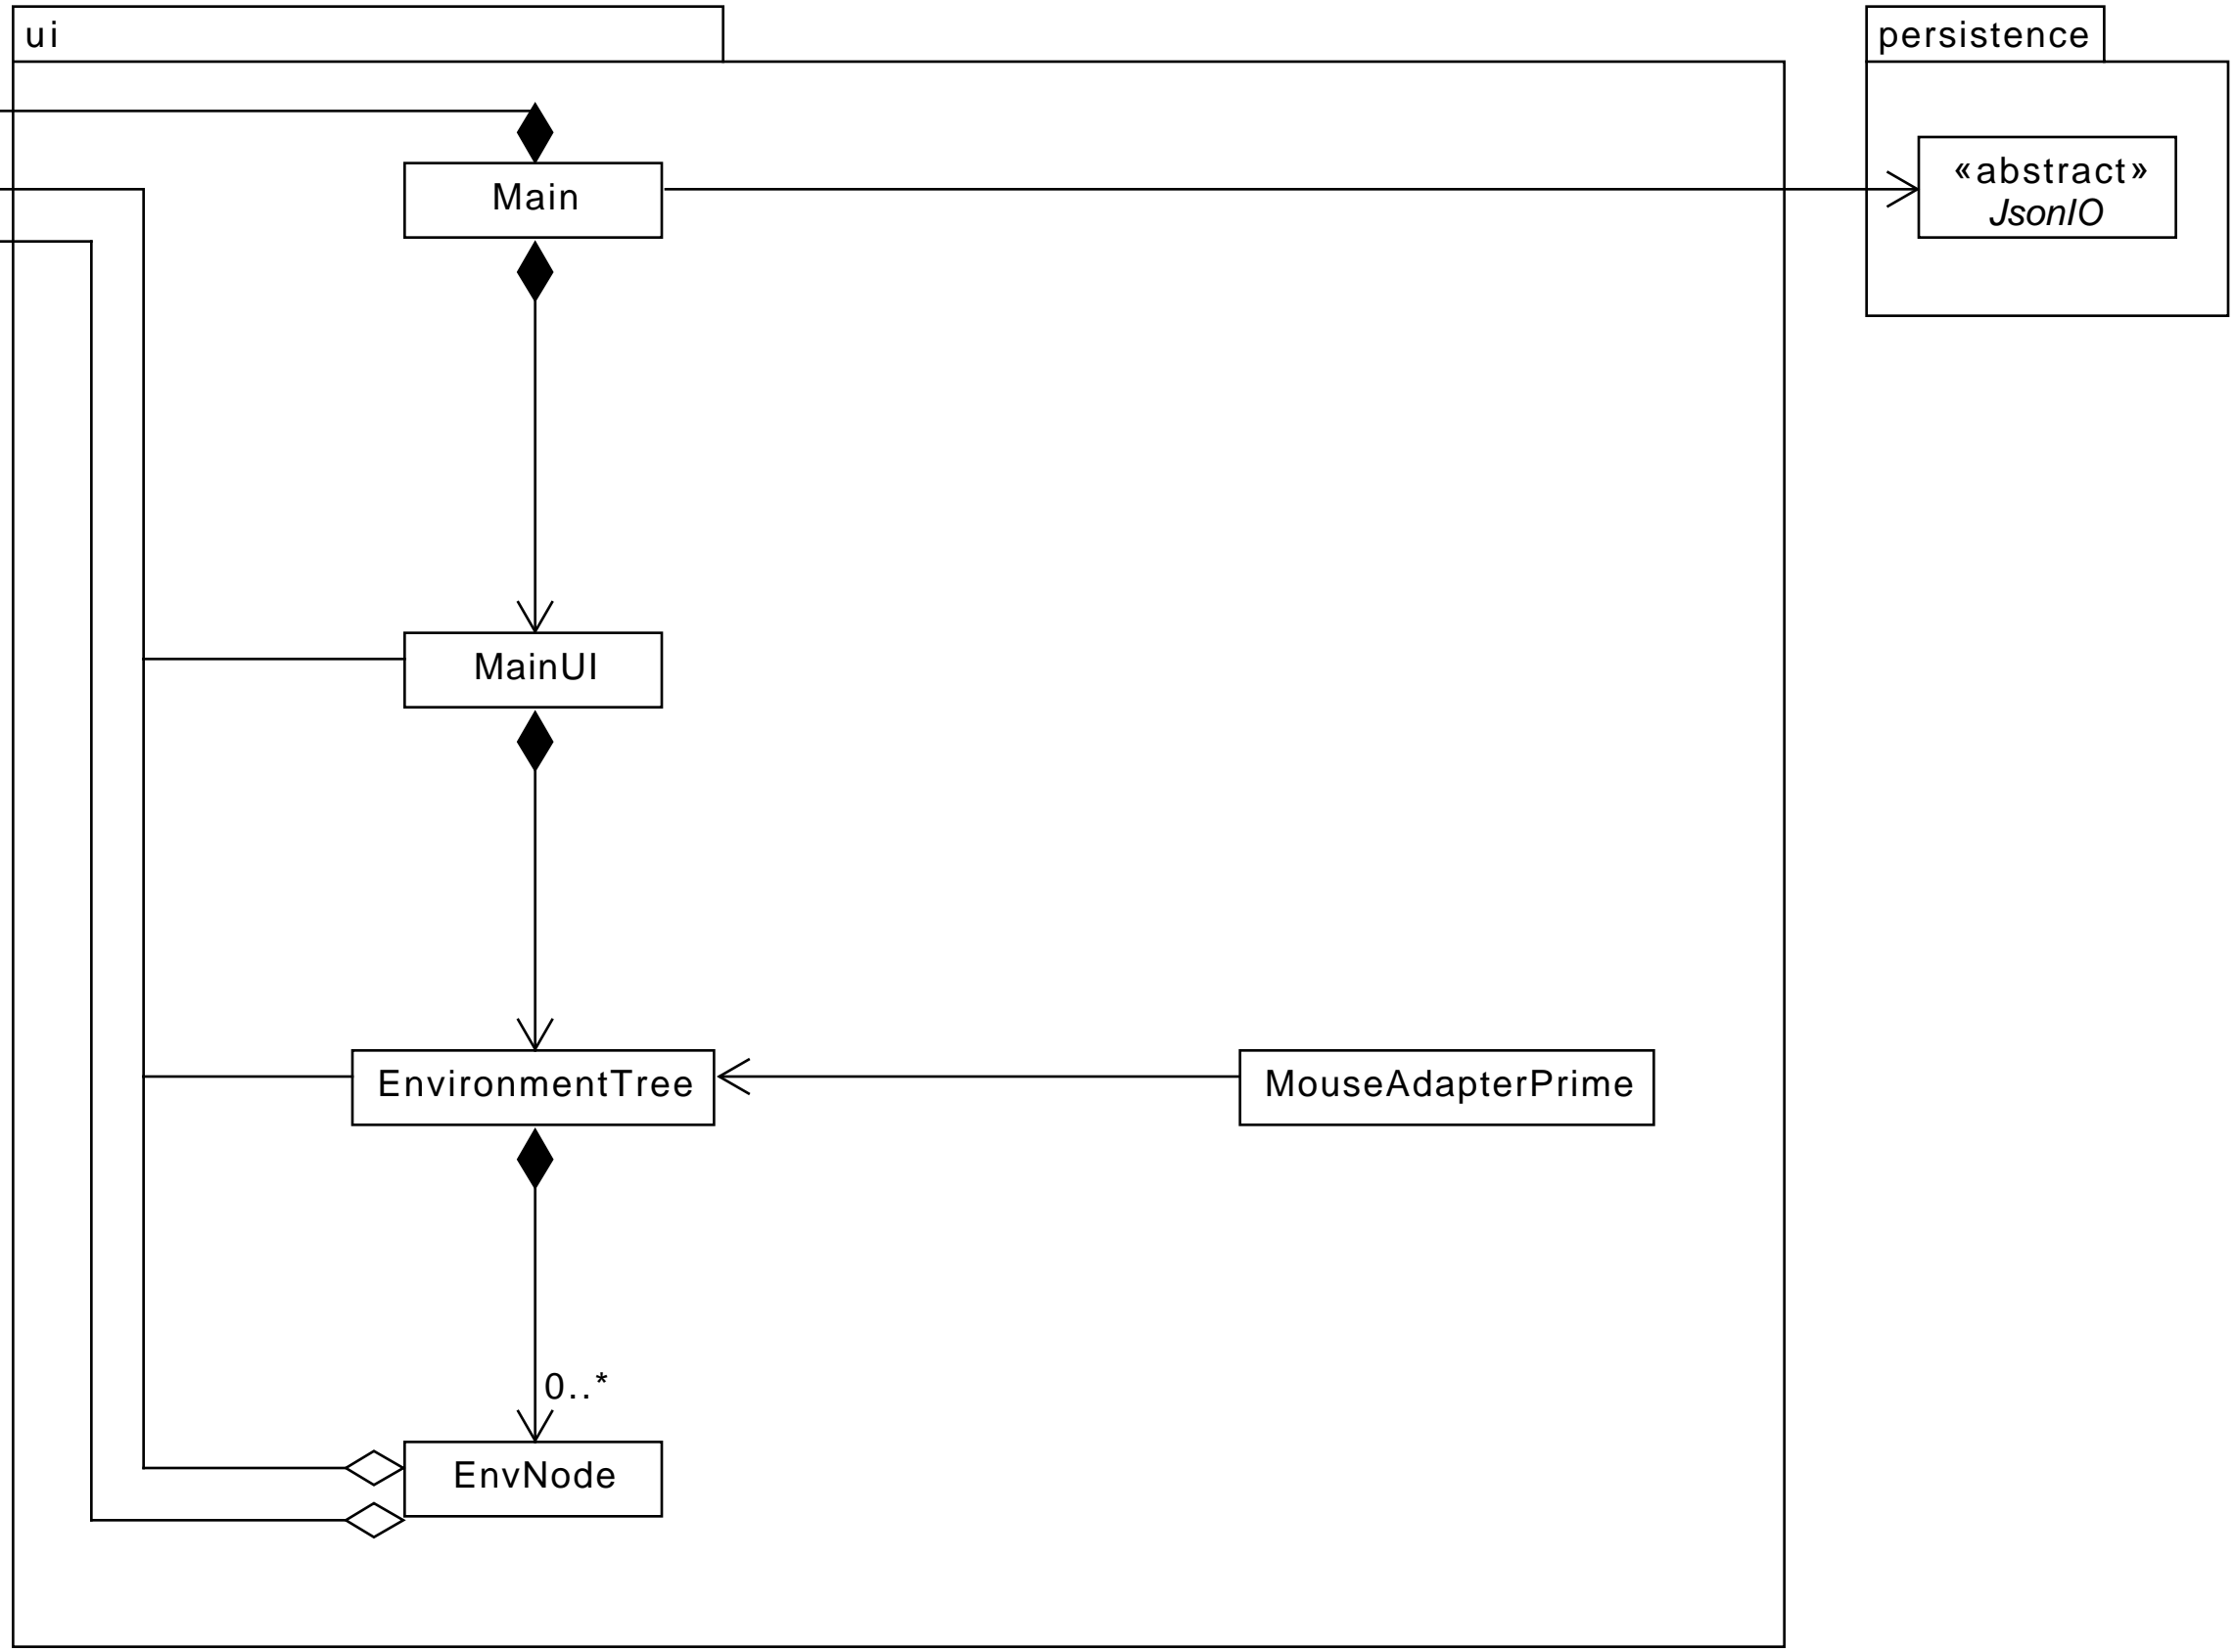 ui
persistence
Main
«abstract»
JsonIO
MainUI
EnvironmentTree
MouseAdapterPrime
0..*
EnvNode